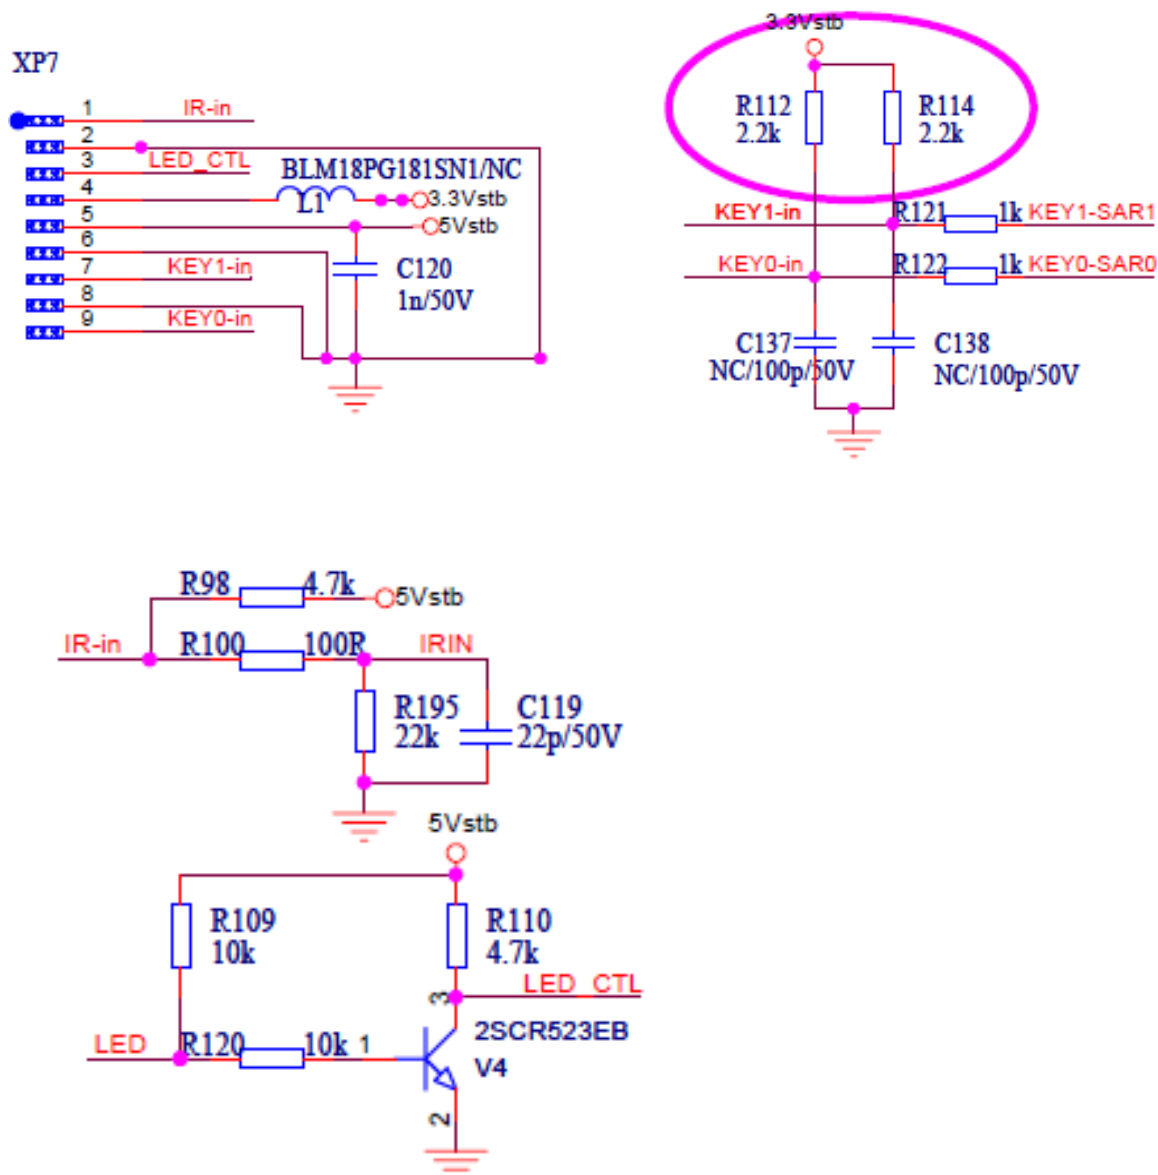 XP7
1 IR-in
2
3 LED_CTL
4
5
6
7 KEY1-in
8
9 KEY0-in
BLM18PG181SN1/NC
L1
3.3Vstb
5Vstb
C120
1n/50V
3.3Vstb
R112
2.2k
R114
2.2k
KEY1-in R121 1k KEY1-SAR1
KEY0-in R122 1k KEY0-SAR0
C137
NC/100p/50V
C138
NC/100p/50V
R98 4.7k 5Vstb
IR-in R100 100R IRIN
R195
22k
C119
22p/50V
5Vstb
R109
10k
R110
4.7k
3 LED_CTL
LED R120 10k 1
2SCR523EB
V4
2